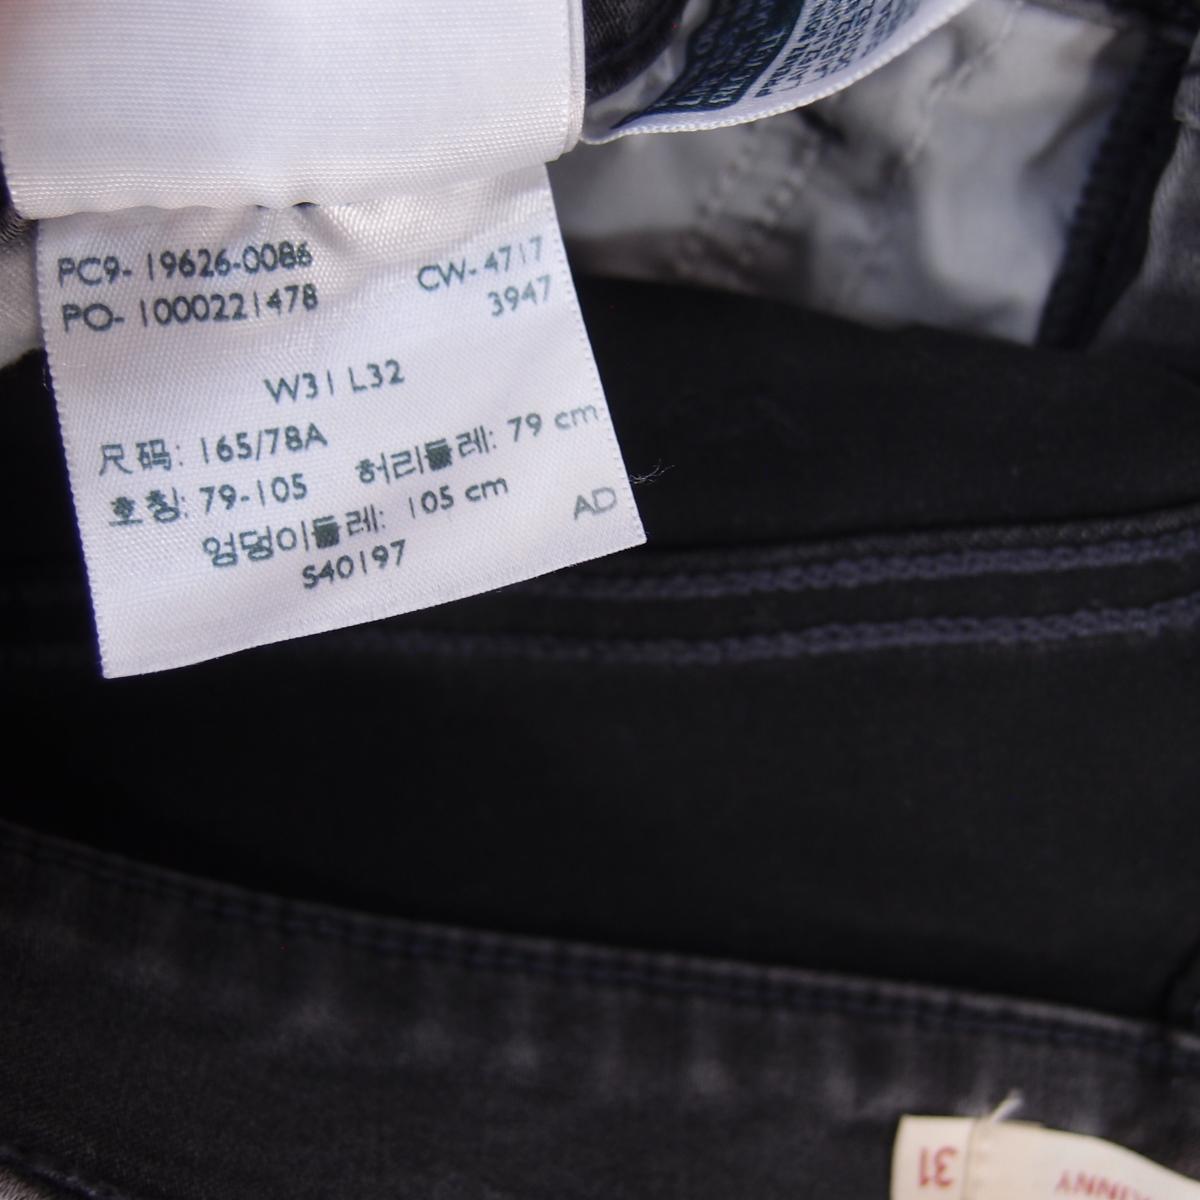 PC9- 19626-0086
PO- 1000221478
CW- 4717
3947
W31 L32
尺码: 165/78A
호칭: 79-105
허리둘레: 79 cm
엉덩이둘레: 105 cm
S40197
AD
31